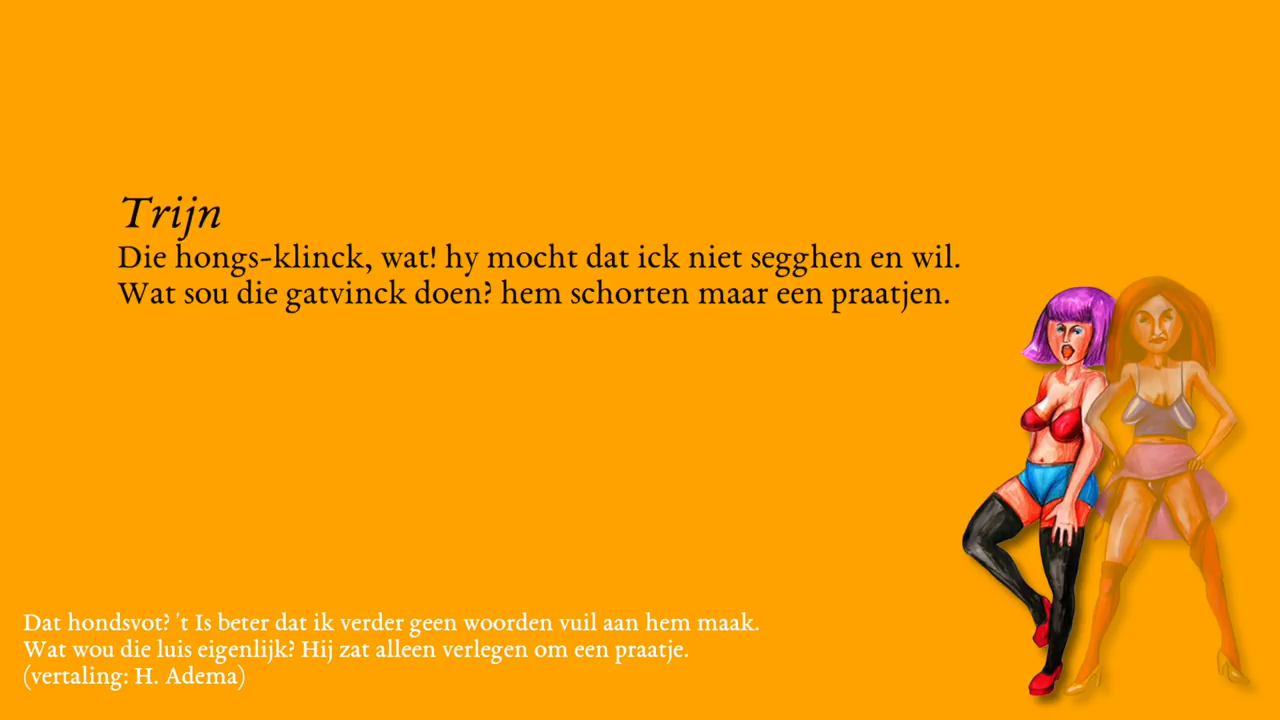 Trijn
Die hongs-klinck, wat! hy mocht dat ick niet segghen en wil.
Wat sou die gatvinck doen? hem schorten maar een praatjen.
Dat hondsvot? 't Is beter dat ik verder geen woorden vuil aan hem maak.
Wat wou die luis eigenlijk? Hij zat alleen verlegen om een praatje.
(vertaling: H. Adema)